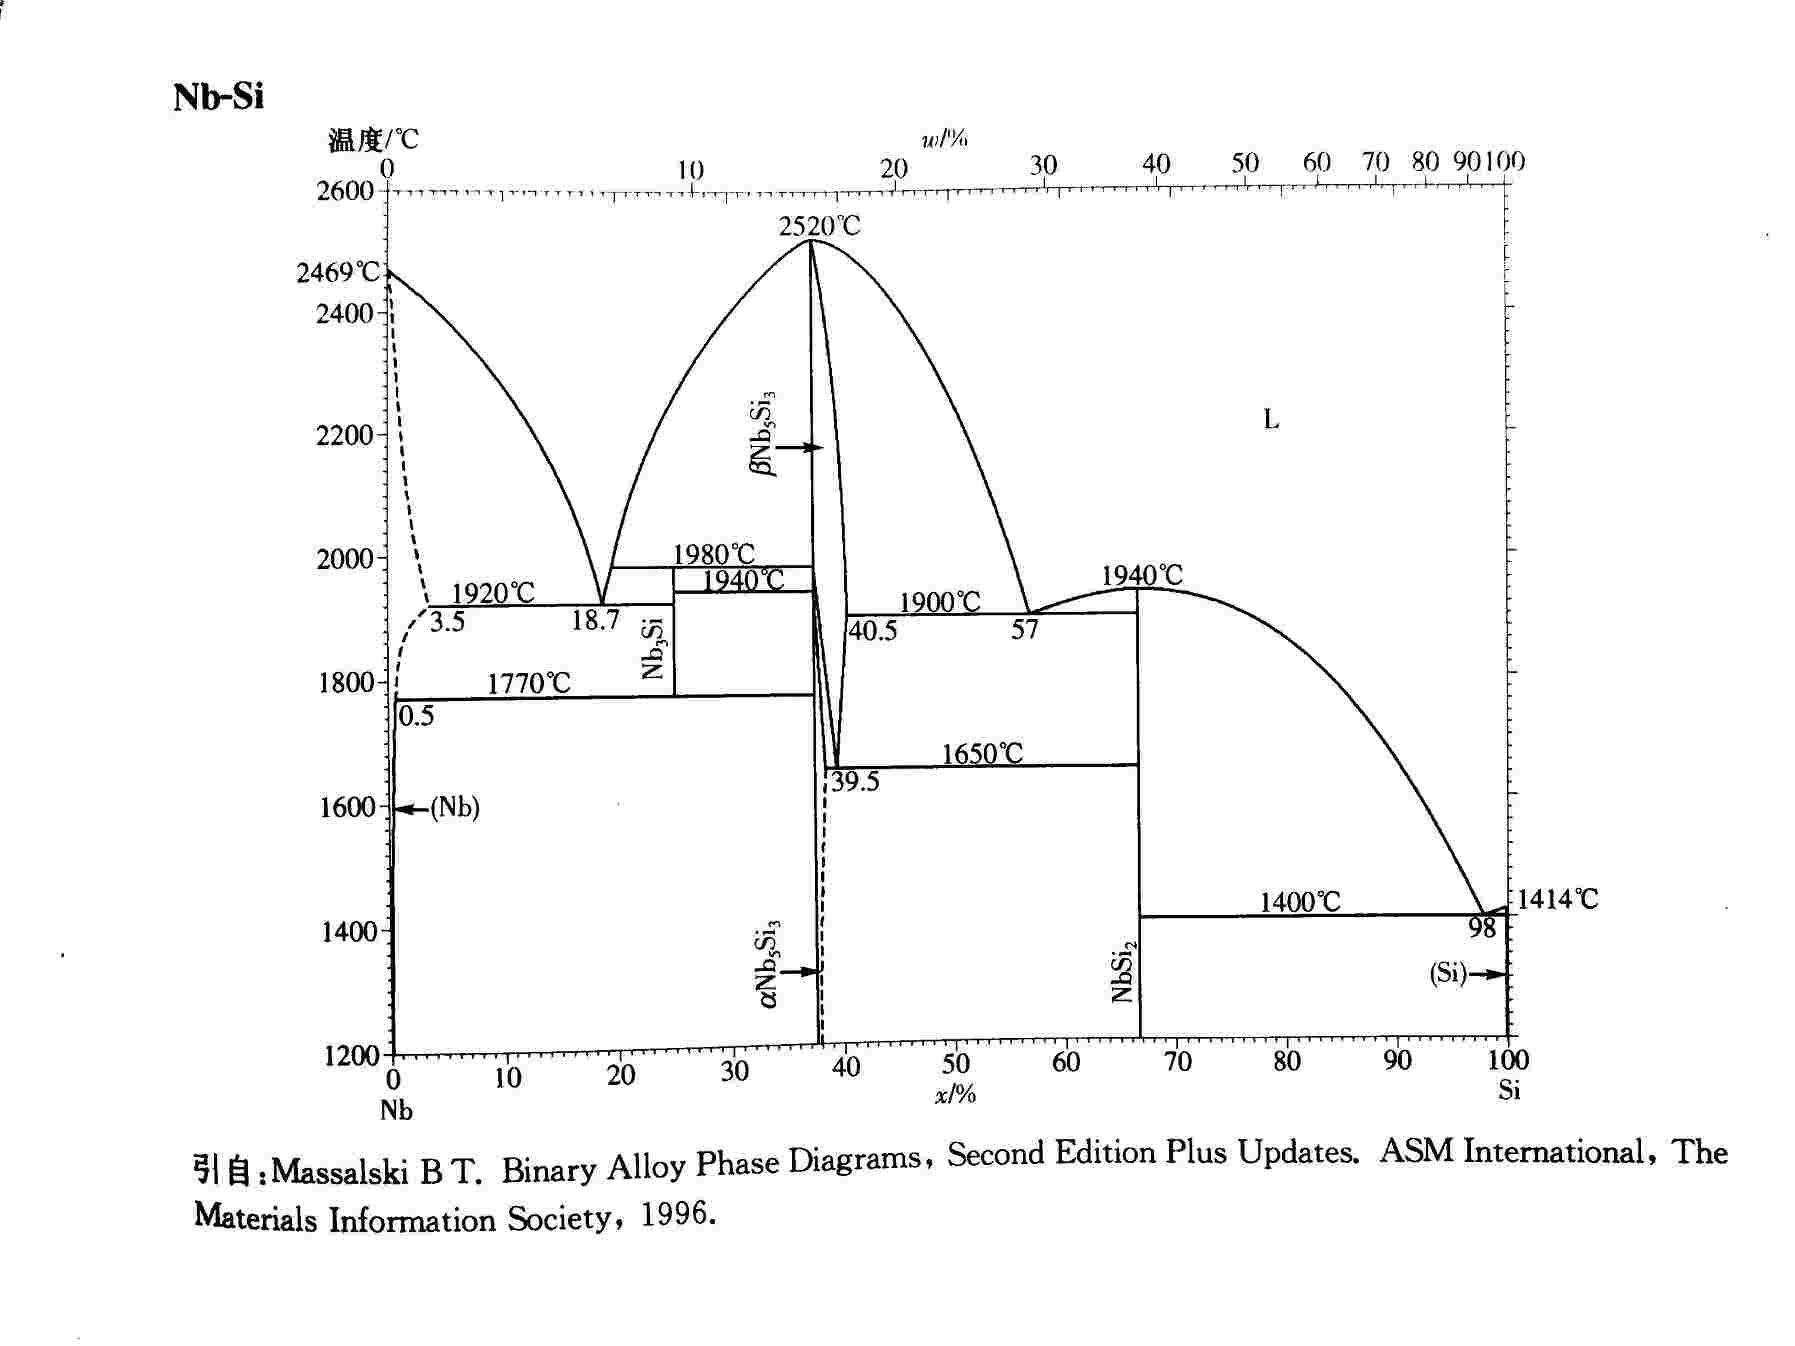 Nb-Si
温度/℃
w/%
0 10 20 30 40 50 60 70 80 90 100
2600
2520℃
2469℃
2400
βNb₅Si₃
L
2200
2000
1980℃
1940℃
1940℃
1920℃
1900℃
3.5
18.7
40.5
57
Nb₃Si
1800
1770℃
0.5
1650℃
39.5
1600
(Nb)
1400℃
1414℃
98
1400
αNb₅Si₃
NbSi₂
(Si)
1200
0 10 20 30 40 50 60 70 80 90 100
Nb
x/%
Si
引自:Massalski B T. Binary Alloy Phase Diagrams, Second Edition Plus Updates. ASM International, The
Materials Information Society, 1996.